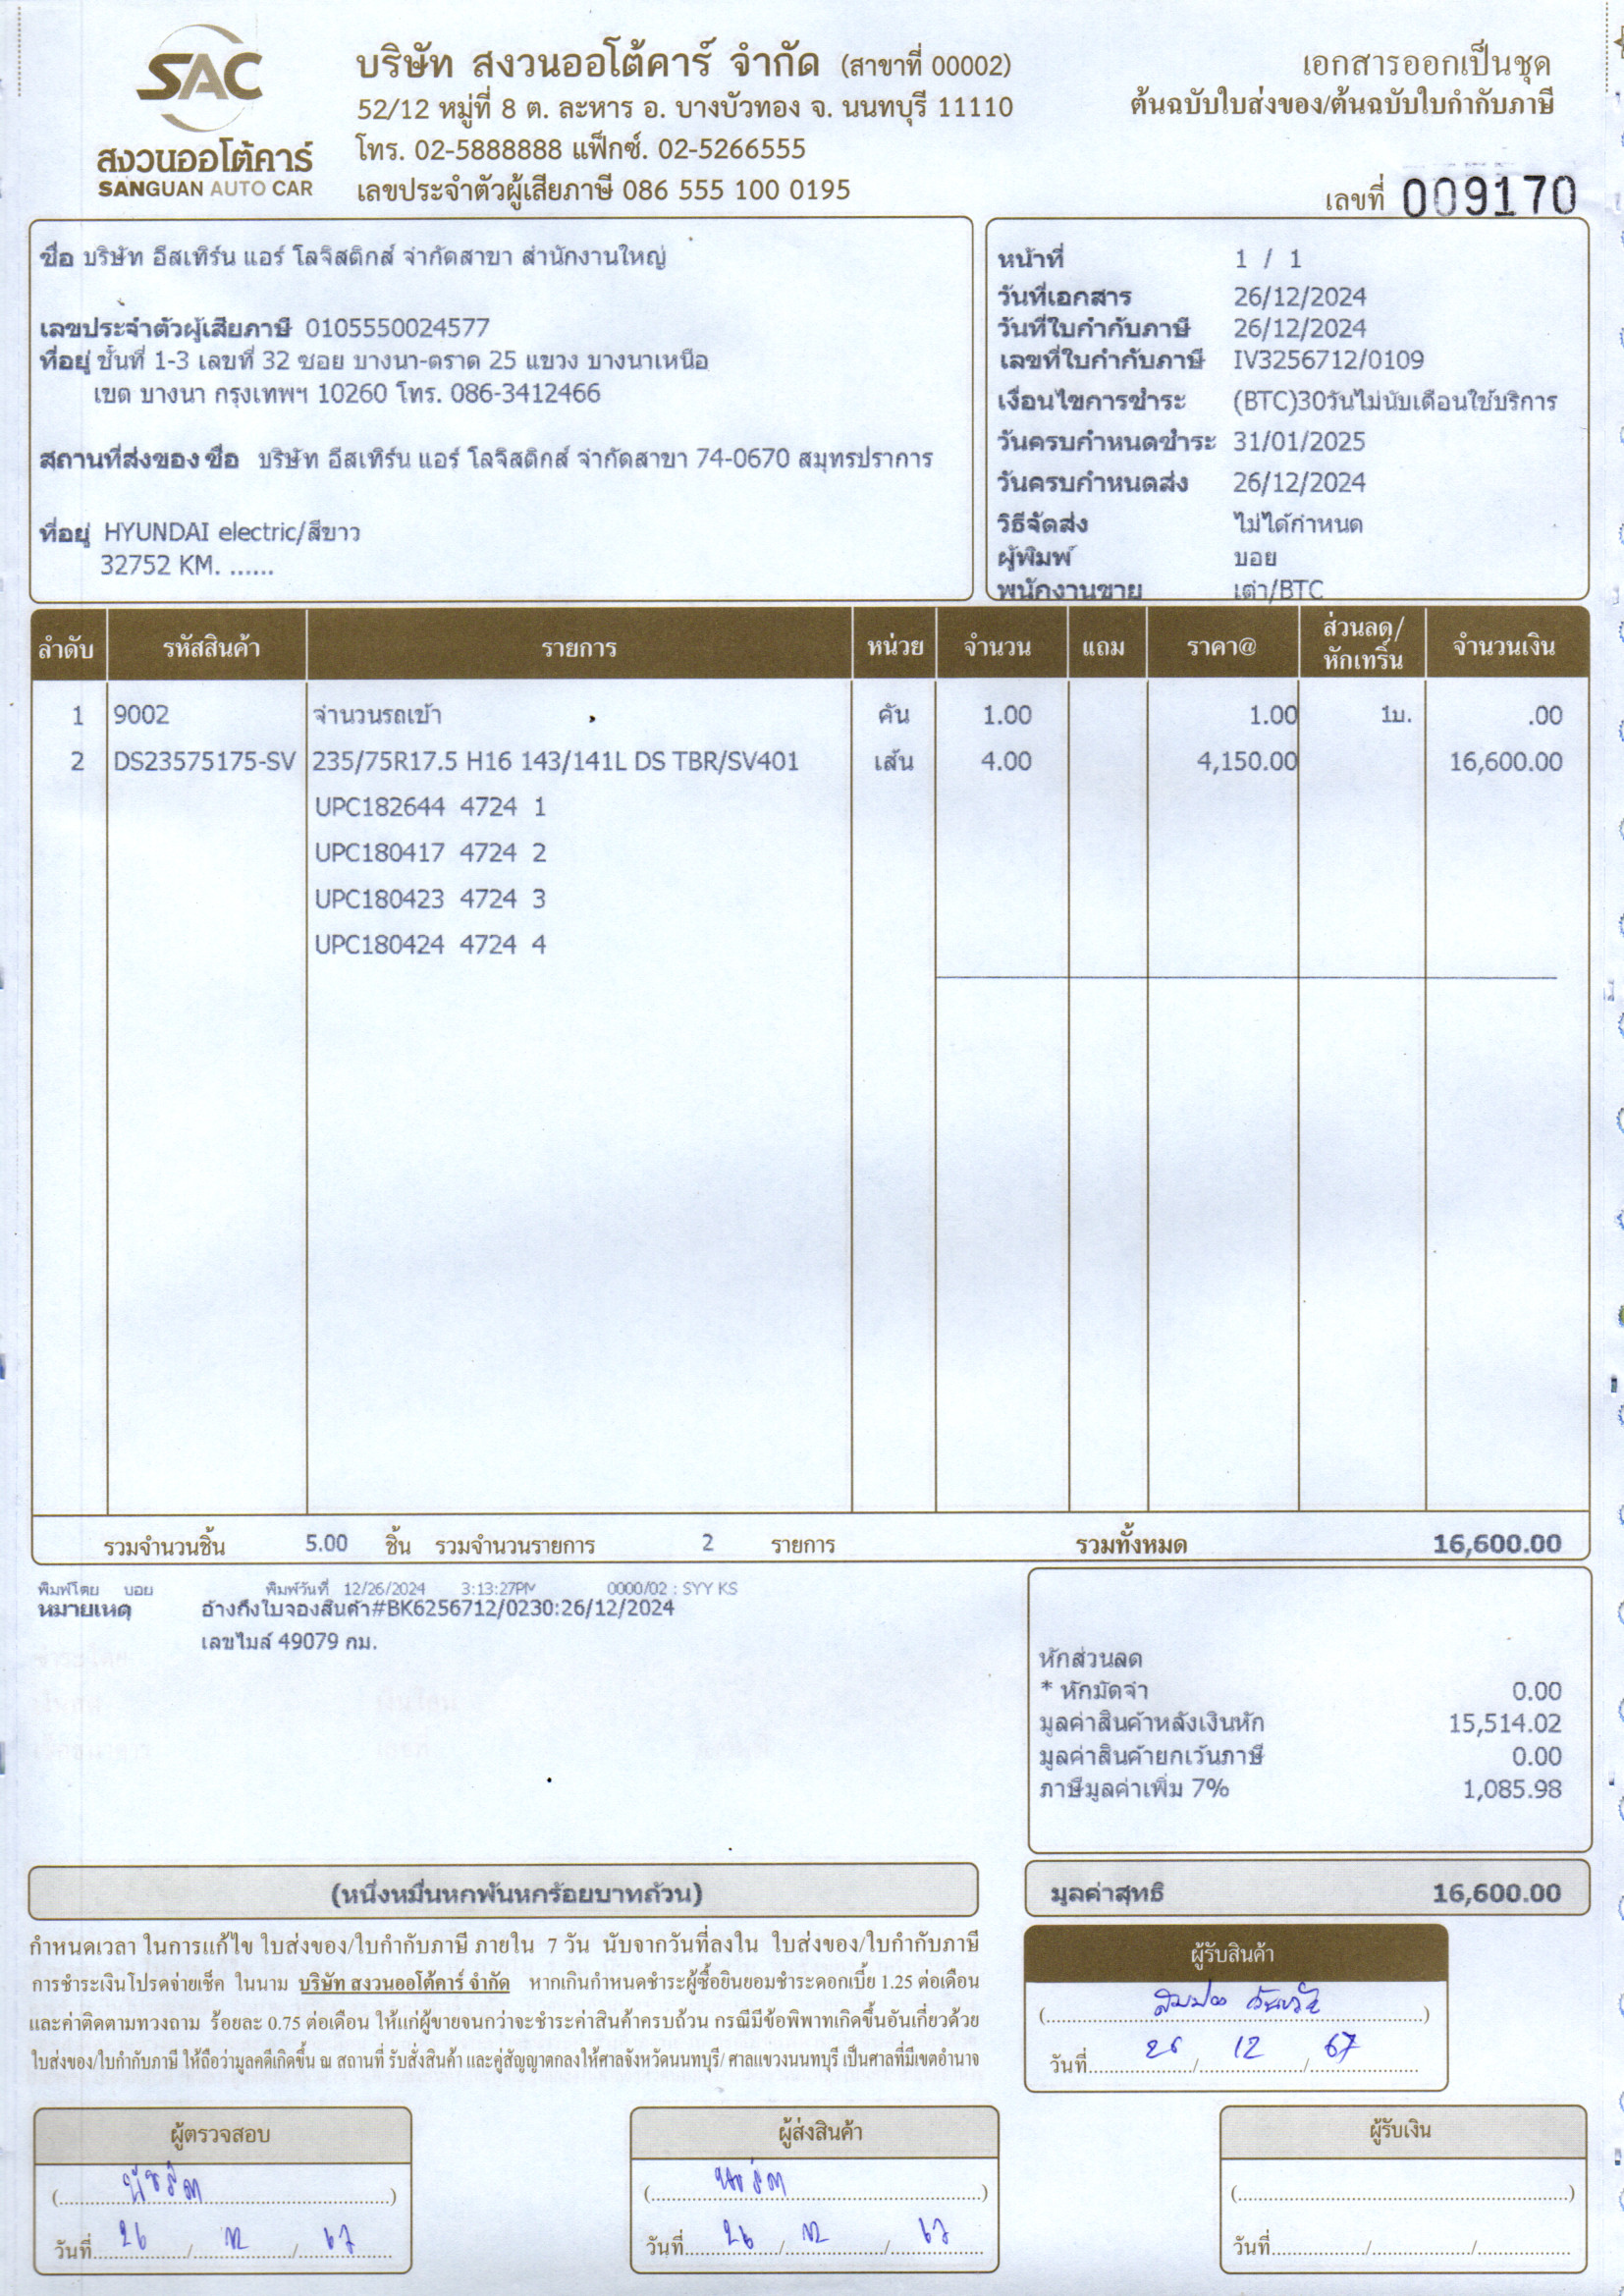 SAC
สงวนออโต้คาร์
SANGUAN AUTO CAR
บริษัท สงวนออโต้คาร์ จำกัด (สาขาที่ 00002)
52/12 หมู่ที่ 8 ต. ละหาร อ. บางบัวทอง จ. นนทบุรี 11110
โทร. 02-5888888 แฟ็กซ์. 02-5266555
เลขประจำตัวผู้เสียภาษี 086 555 100 0195
เอกสารออกเป็นชุด
ต้นฉบับใบส่งของ/ต้นฉบับใบกำกับภาษี
เลขที่ 009170
ชื่อ บริษัท อีสเทิร์น แอร์ โลจิสติกส์ จำกัดสาขา สำนักงานใหญ่
เลขประจำตัวผู้เสียภาษี 0105550024577
ที่อยู่ ชั้นที่ 1-3 เลขที่ 32 ซอย บางนา-ตราด 25 แขวง บางนาเหนือ
เขต บางนา กรุงเทพฯ 10260 โทร. 086-3412466
สถานที่ส่งของ ชื่อ บริษัท อีสเทิร์น แอร์ โลจิสติกส์ จำกัดสาขา 74-0670 สมุทรปราการ
ที่อยู่ HYUNDAI electric/สีขาว
32752 KM. ......
หน้าที่ 1 / 1
วันที่เอกสาร 26/12/2024
วันที่ใบกำกับภาษี 26/12/2024
เลขที่ใบกำกับภาษี IV3256712/0109
เงื่อนไขการชำระ (BTC)30วันไม่นับเดือนใช้บริการ
วันครบกำหนดชำระ 31/01/2025
วันครบกำหนดส่ง 26/12/2024
วิธีจัดส่ง ไม่ได้กำหนด
ผู้พิมพ์ บอย
พนักงานขาย เต่า/BTC
ลำดับ รหัสสินค้า รายการ หน่วย จำนวน แถม ราคา@ ส่วนลด/หักเทริ์น จำนวนเงิน
1 9002 จำนวนรถเข้า คัน 1.00 1.00 1บ. .00
2 DS23575175-SV 235/75R17.5 H16 143/141L DS TBR/SV401 เส้น 4.00 4,150.00 16,600.00
UPC182644 4724 1
UPC180417 4724 2
UPC180423 4724 3
UPC180424 4724 4
รวมจำนวนชิ้น 5.00 ชิ้น รวมจำนวนรายการ 2 รายการ รวมทั้งหมด 16,600.00
พิมพ์โดย บอย พิมพ์วันที่ 12/26/2024 3:13:27PM 0000/02 : SYY KS
หมายเหตุ อ้างถึงใบจองสินค้า#BK6256712/0230:26/12/2024
เลขไมล์ 49079 กม.
หักส่วนลด
* หักมัดจำ 0.00
มูลค่าสินค้าหลังเงินหัก 15,514.02
มูลค่าสินค้ายกเว้นภาษี 0.00
ภาษีมูลค่าเพิ่ม 7% 1,085.98
(หนึ่งหมื่นหกพันหกร้อยบาทถ้วน)
มูลค่าสุทธิ 16,600.00
กำหนดเวลา ในการแก้ไข ใบส่งของ/ใบกำกับภาษี ภายใน 7 วัน นับจากวันที่ลงใน ใบส่งของ/ใบกำกับภาษี
การชำระเงินโปรดจ่ายเช็ค ในนาม บริษัท สงวนออโต้คาร์ จำกัด หากเกินกำหนดชำระผู้ซื้อยินยอมชำระดอกเบี้ย 1.25 ต่อเดือน
และค่าติดตามทวงถาม ร้อยละ 0.75 ต่อเดือน ให้แก่ผู้ขายจนกว่าจะชำระค่าสินค้าครบถ้วน กรณีมีข้อพิพาทเกิดขึ้นอันเกี่ยวด้วย
ใบส่งของ/ใบกำกับภาษี ให้ถือว่ามูลคดีเกิดขึ้น ณ สถานที่ รับสั่งสินค้า และคู่สัญญาตกลงให้ศาลจังหวัดนนทบุรี/ ศาลแขวงนนทบุรี เป็นศาลที่มีเขตอำนาจ
ผู้รับสินค้า
วันที่ 26 / 12 / 67
ผู้ตรวจสอบ
วันที่ 26 / 12 / 67
ผู้ส่งสินค้า
วันที่ 26 / 12 / 67
ผู้รับเงิน
วันที่ / /